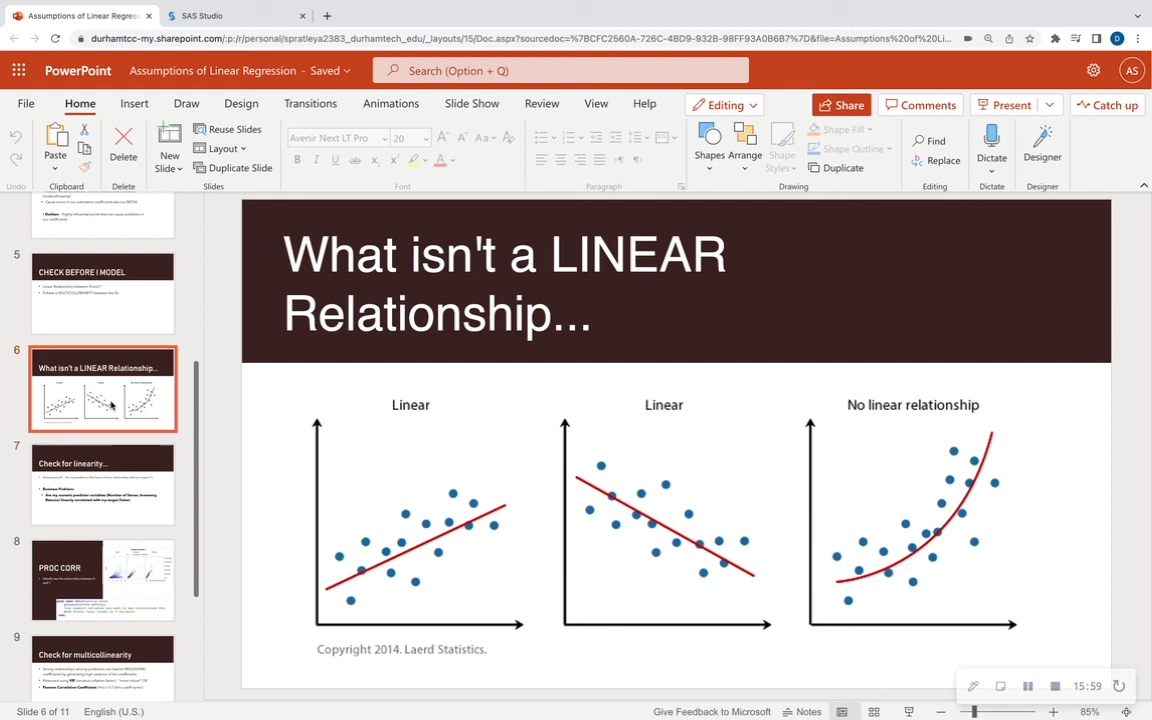 Assumptions of Linear Regress
SAS Studio
durhamtcc-my.sharepoint.com/:p:/r/personal/spratleya2383_durhamtech_edu/_layouts/15/Doc.aspx?sourcedoc=%7BCFC2560A-726C-4BD9-932B-98FF93A0B6B7%7D&file=Assumptions%20of%20Li...
D
PowerPoint
Assumptions of Linear Regression - Saved
Search (Option + Q)
AS
File Home Insert Draw Design Transitions Animations Slide Show Review View Help
Editing
Share
Comments
Present
Catch up
Undo
Paste
Clipboard
Delete
Delete
New
Slide
Reuse Slides
Layout
Duplicate Slide
Slides
Avenir Next LT Pro
20
Font
Paragraph
Shapes
Arrange
Shape
Styles
Shape Fill
Shape Outline
Duplicate
Drawing
Find
Replace
Editing
Dictate
Dictate
Designer
Designer
(multicollinearity)
5
CHECK BEFORE I MODEL
6
What isn't a LINEAR Relationship...
7
Check for linearity...
Business Problem:
Are my numeric predictor variables (Number of Stores, Inventory,
Returns) linearly correlated with my target (Sales)
8
PROC CORR
9
Check for multicollinearity
What isn't a LINEAR
Relationship...
Linear
Linear
No linear relationship
Copyright 2014. Laerd Statistics.
15:59
Slide 6 of 11
English (U.S.)
Give Feedback to Microsoft
Notes
85%